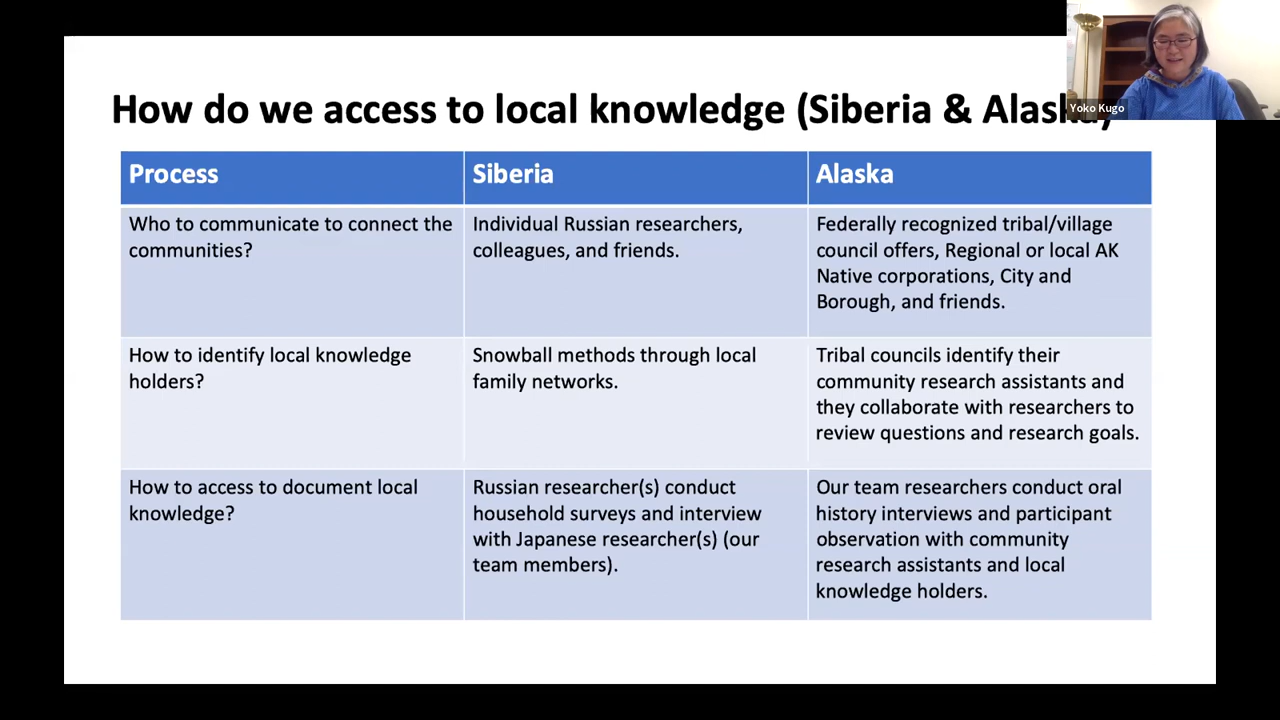 How do we access to local knowledge (Siberia & Alaska)
Yoko Kugo
Process
Siberia
Alaska
Who to communicate to connect the
communities?
Individual Russian researchers,
colleagues, and friends.
Federally recognized tribal/village
council offers, Regional or local AK
Native corporations, City and
Borough, and friends.
How to identify local knowledge
holders?
Snowball methods through local
family networks.
Tribal councils identify their
community research assistants and
they collaborate with researchers to
review questions and research goals.
How to access to document local
knowledge?
Russian researcher(s) conduct
household surveys and interview
with Japanese researcher(s) (our
team members).
Our team researchers conduct oral
history interviews and participant
observation with community
research assistants and local
knowledge holders.